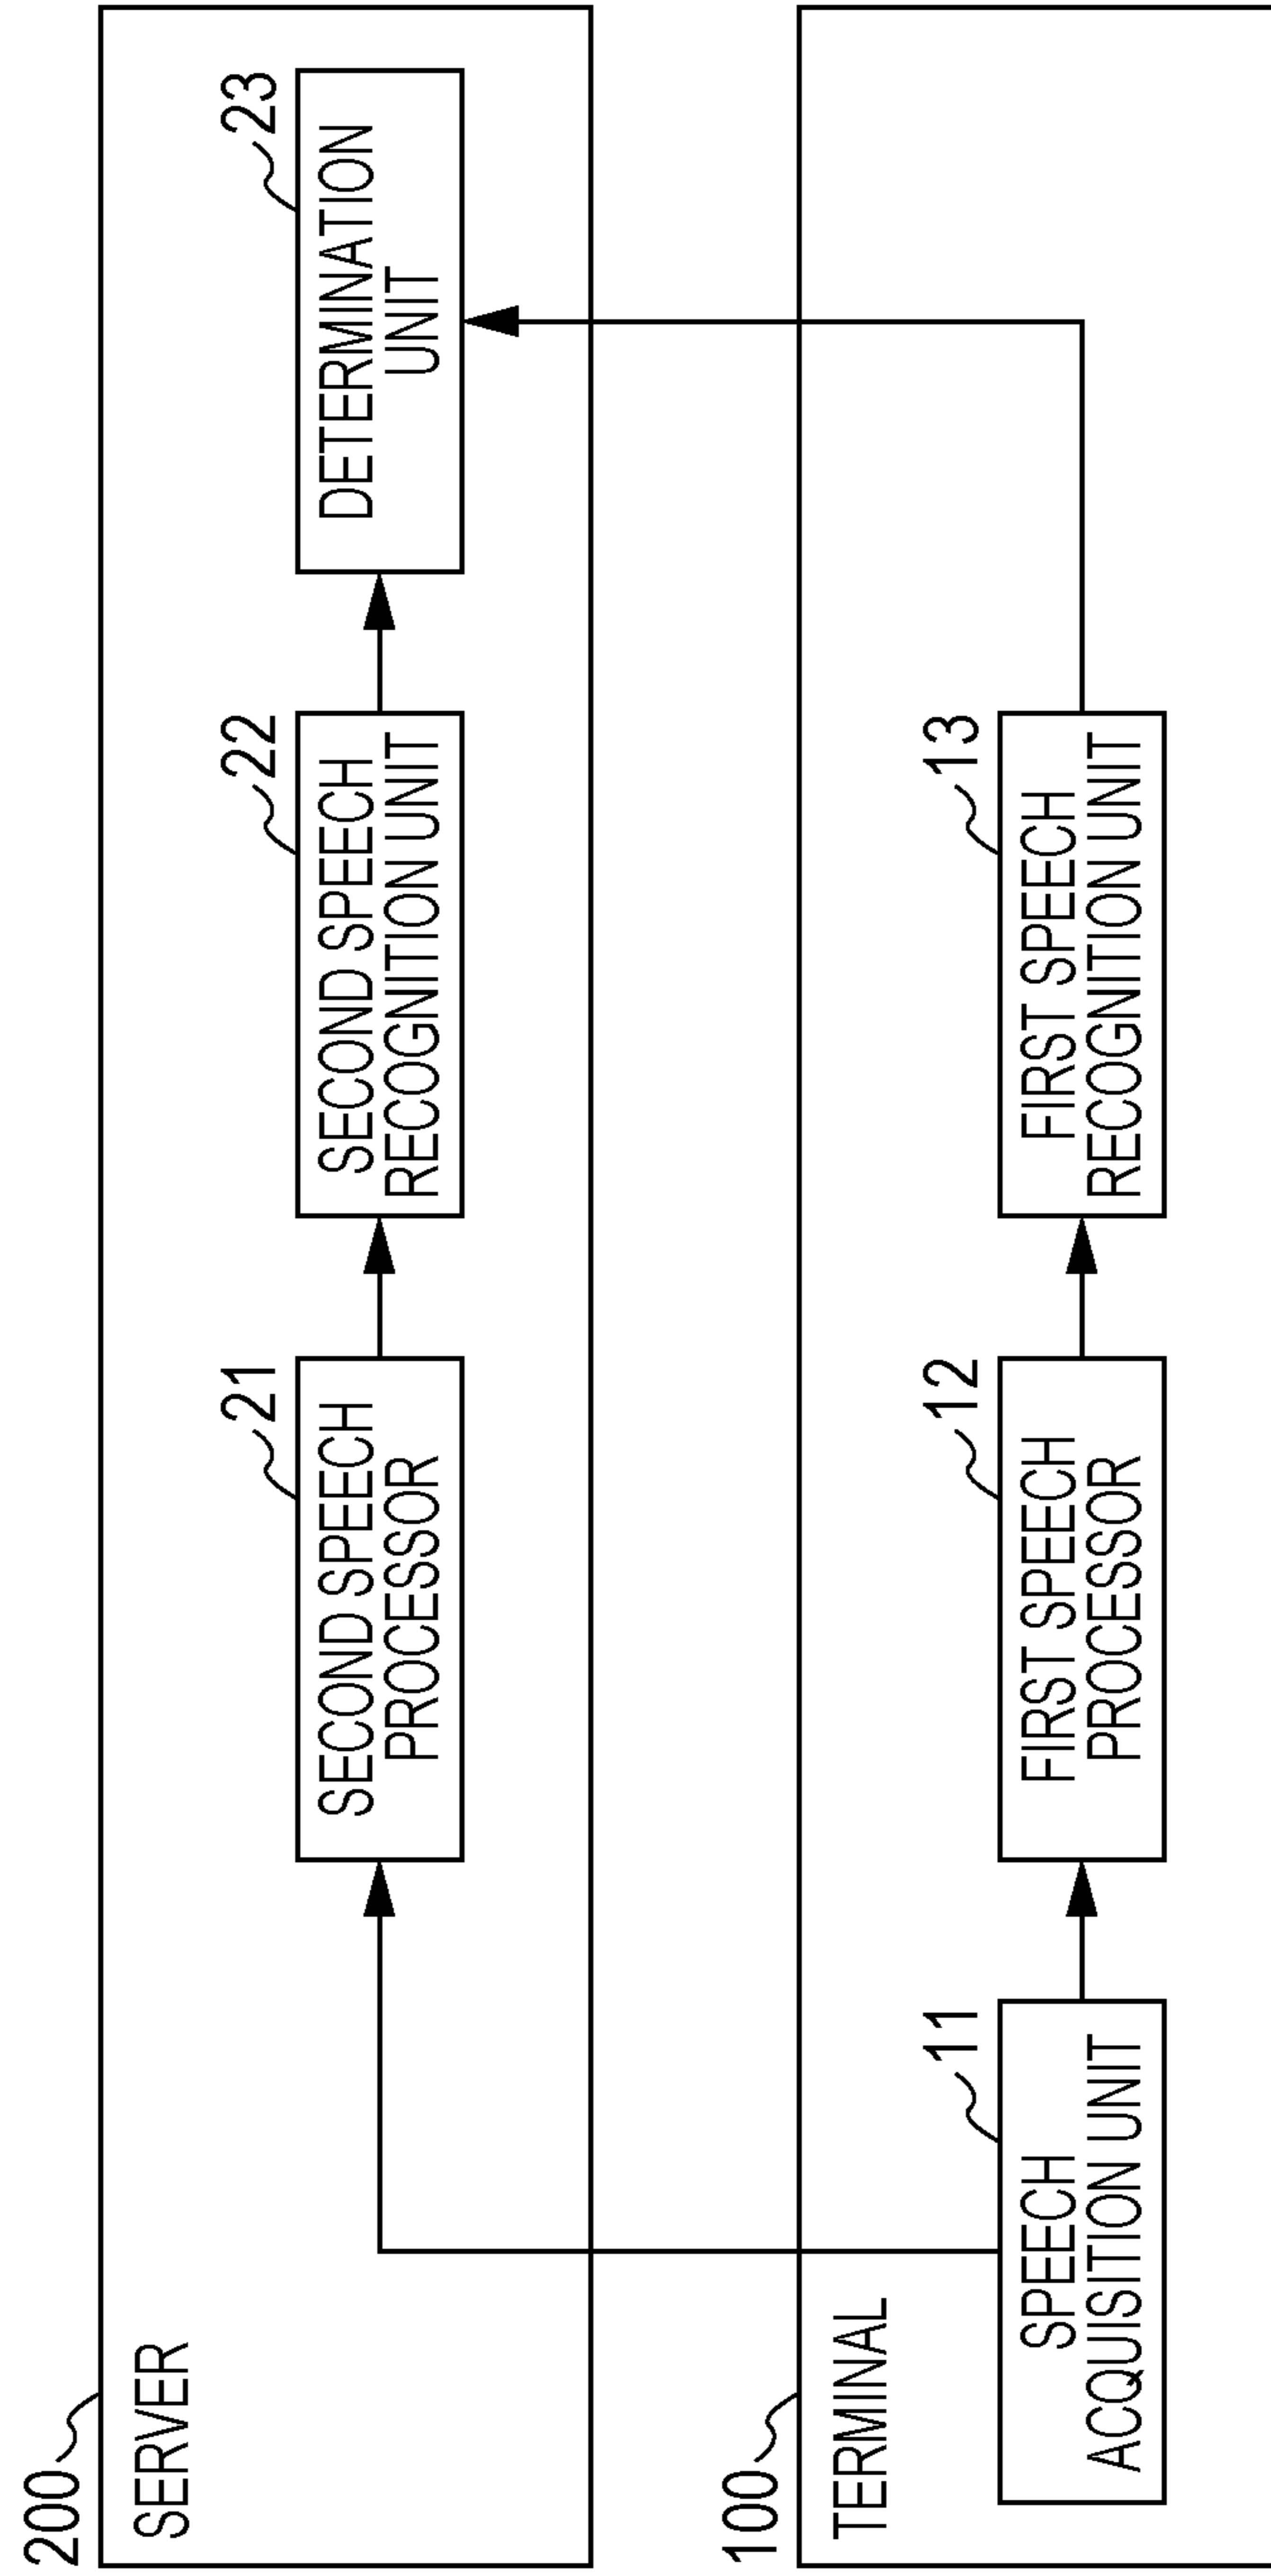 200
SERVER
21
SECOND SPEECH
PROCESSOR
22
SECOND SPEECH
RECOGNITION UNIT
23
DETERMINATION
UNIT
100
TERMINAL
11
SPEECH
ACQUISITION UNIT
12
FIRST SPEECH
PROCESSOR
13
FIRST SPEECH
RECOGNITION UNIT